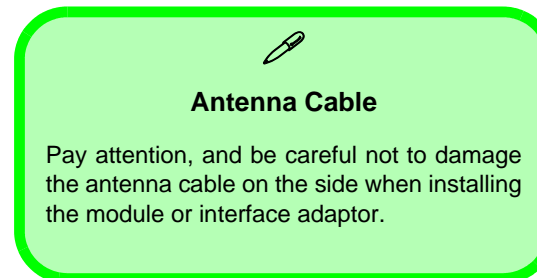 Antenna Cable
Pay attention, and be careful not to damage
the antenna cable on the side when installing
the module or interface adaptor.